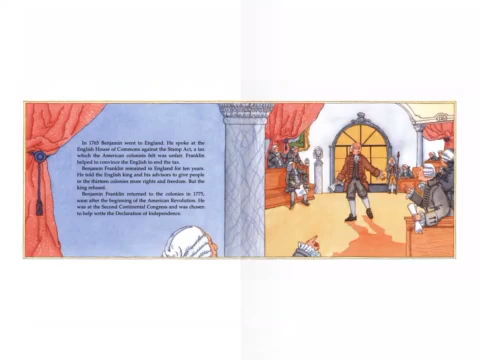 In 1765 Benjamin went to England. He spoke at the
English House of Commons against the Stamp Act, a tax
which the American colonists felt was unfair. Franklin
helped to convince the English to end the tax.
Benjamin Franklin remained in England for ten years.
He told the English king and his advisors to give people
in the thirteen colonies more rights and freedom. But the
king refused.
Benjamin Franklin returned to the colonies in 1775,
soon after the beginning of the American Revolution. He
was at the Second Continental Congress and was chosen
to help write the Declaration of Independence.